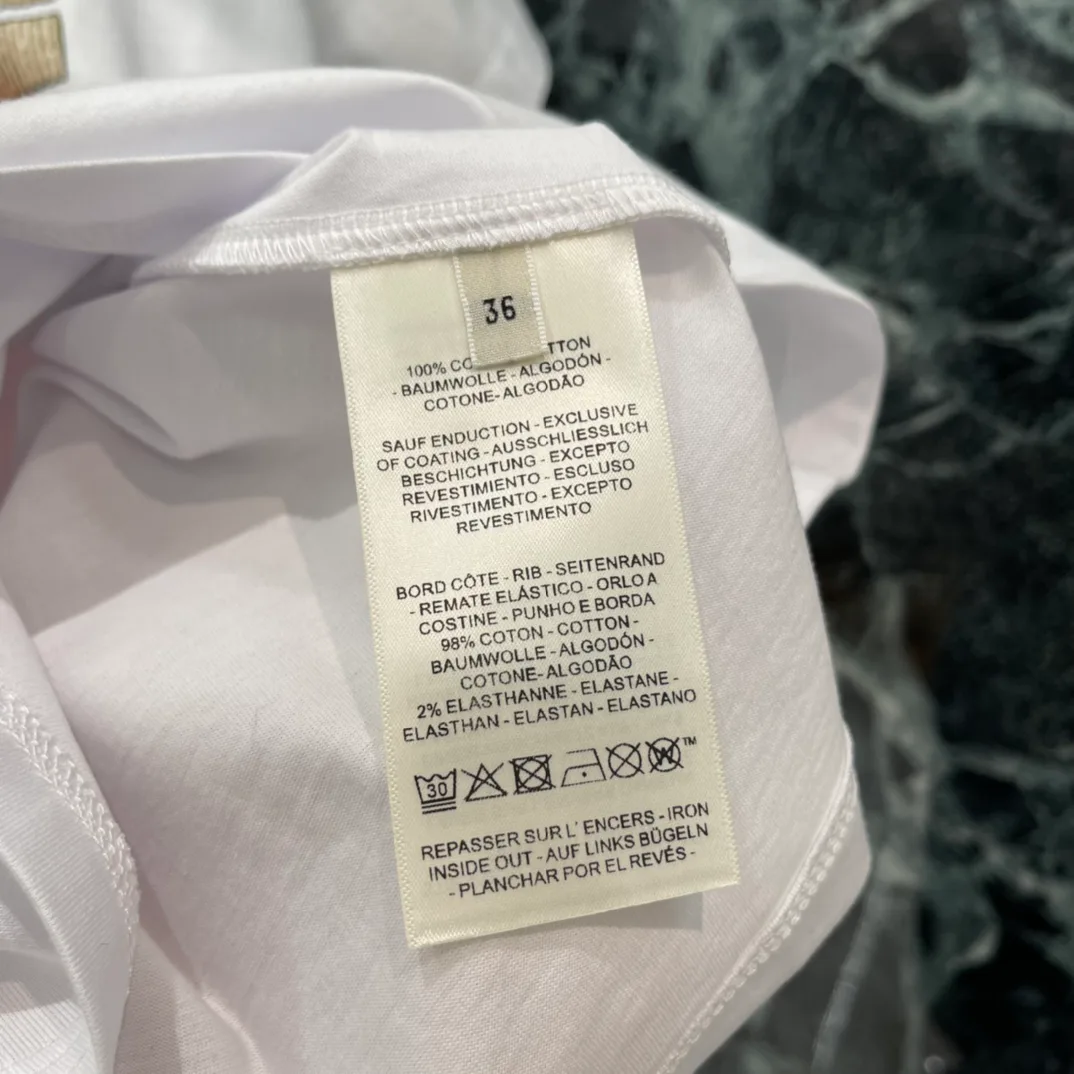 36
100% CO TTON
- BAUMWOLLE - ALGODÓN -
COTONE- ALGODÃO
SAUF ENDUCTION - EXCLUSIVE
OF COATING - AUSSCHLIESSLICH
BESCHICHTUNG - EXCEPTO
REVESTIMIENTO - ESCLUSO
RIVESTIMENTO - EXCEPTO
REVESTIMENTO
BORD CÔTE - RIB - SEITENRAND
- REMATE ELÁSTICO - ORLO A
COSTINE - PUNHO E BORDA
98% COTON - COTTON -
BAUMWOLLE - ALGODÓN -
COTONE- ALGODÃO
2% ELASTHANNE - ELASTANE -
ELASTHAN - ELASTAN - ELASTANO
30 W™
REPASSER SUR L' ENCERS - IRON
INSIDE OUT - AUF LINKS BÜGELN
- PLANCHAR POR EL REVÉS -